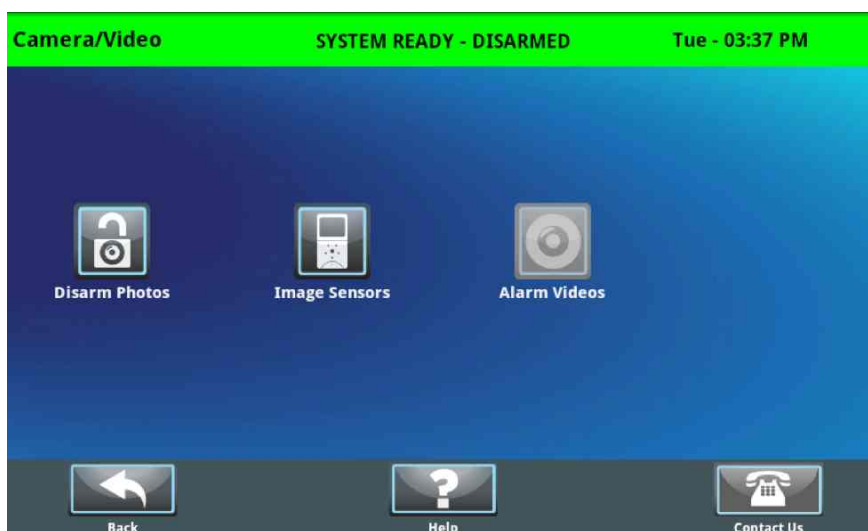 Camera/Video SYSTEM READY - DISARMED Tue - 03:37 PM
Disarm Photos Image Sensors Alarm Videos
Back Help Contact Us